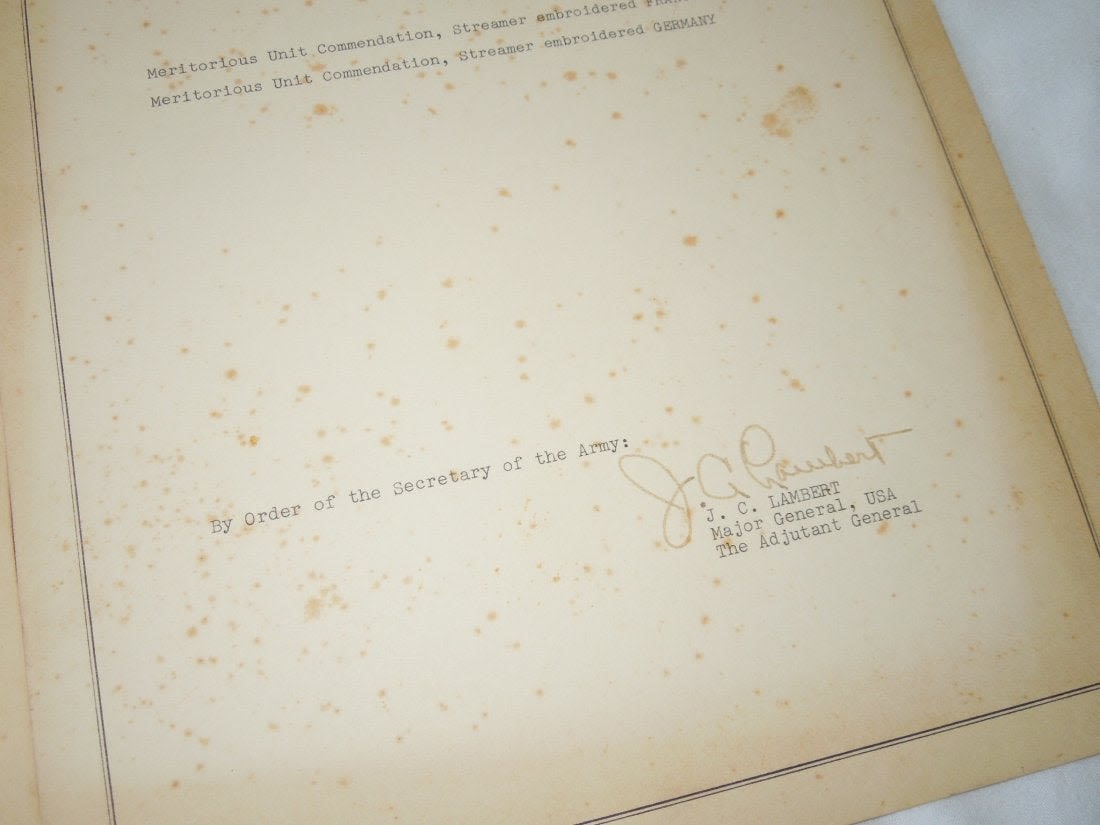 Meritorious Unit Commendation, Streamer embroidered
Meritorious Unit Commendation, Streamer embroidered GERMANY
By Order of the Secretary of the Army:
J C Lambert
J. C. LAMBERT
Major General, USA
The Adjutant General